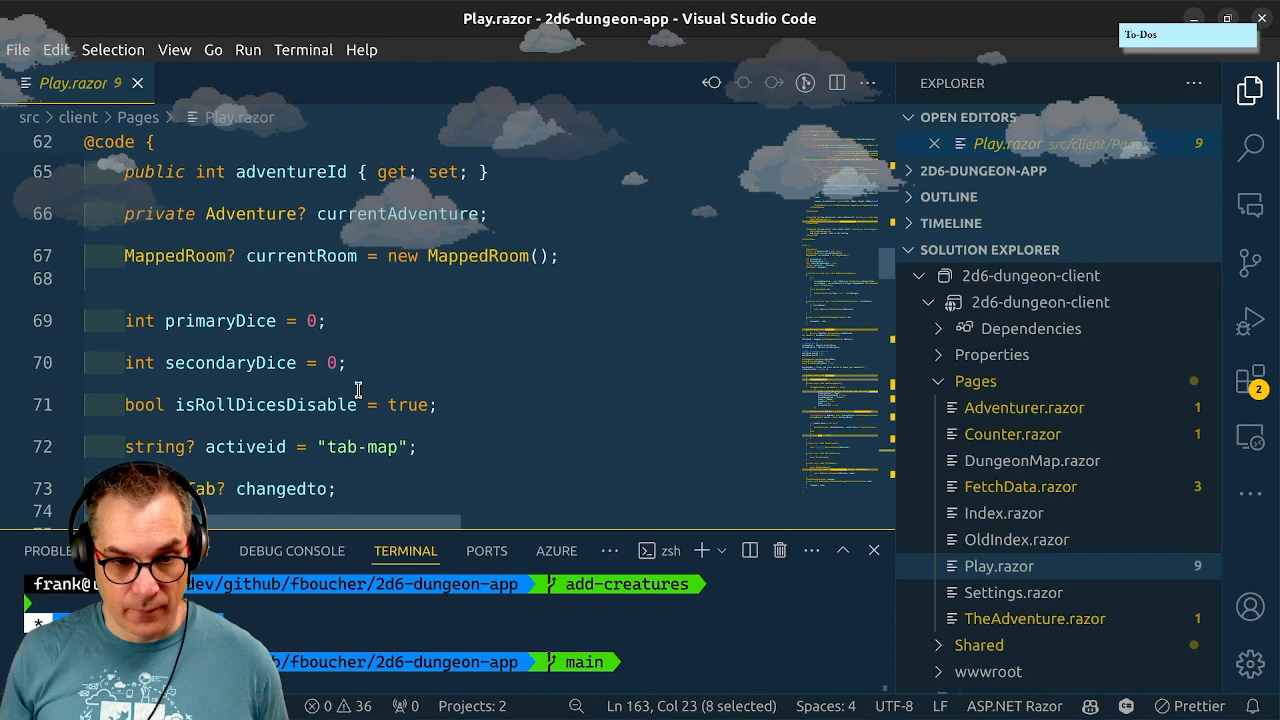 Play.razor - 2d6-dungeon-app - Visual Studio Code
To-Dos
File Edit Selection View Go Run Terminal Help
Play.razor 9
src > client > Pages > Play.razor
62 @code {
65 public int adventureId { get; set; }
66 private Adventure? currentAdventure;
67 MappedRoom? currentRoom = new MappedRoom();
68
69 int primaryDice = 0;
70 int secondaryDice = 0;
71 bool isRollDicesDisable = true;
72 string? activeid = "tab-map";
73 Tab? changedto;
74
EXPLORER
OPEN EDITORS
Play.razor src/client/Pages 9
2D6-DUNGEON-APP
OUTLINE
TIMELINE
SOLUTION EXPLORER
2d6-dungeon-client
2d6-dungeon-client
Dependencies
Properties
Pages
Adventurer.razor 1
Counter.razor 1
DungeonMap.razor
FetchData.razor 3
Index.razor
OldIndex.razor
Play.razor 9
Settings.razor
TheAdventure.razor 1
Shared
wwwroot
2
DEBUG CONSOLE TERMINAL PORTS AZURE zsh
frank@ dev/github/fboucher/2d6-dungeon-app add-creatures
*
b/fboucher/2d6-dungeon-app main
0 36 0 Projects: 2 Ln 163, Col 23 (8 selected) Spaces: 4 UTF-8 LF ASP.NET Razor Prettier